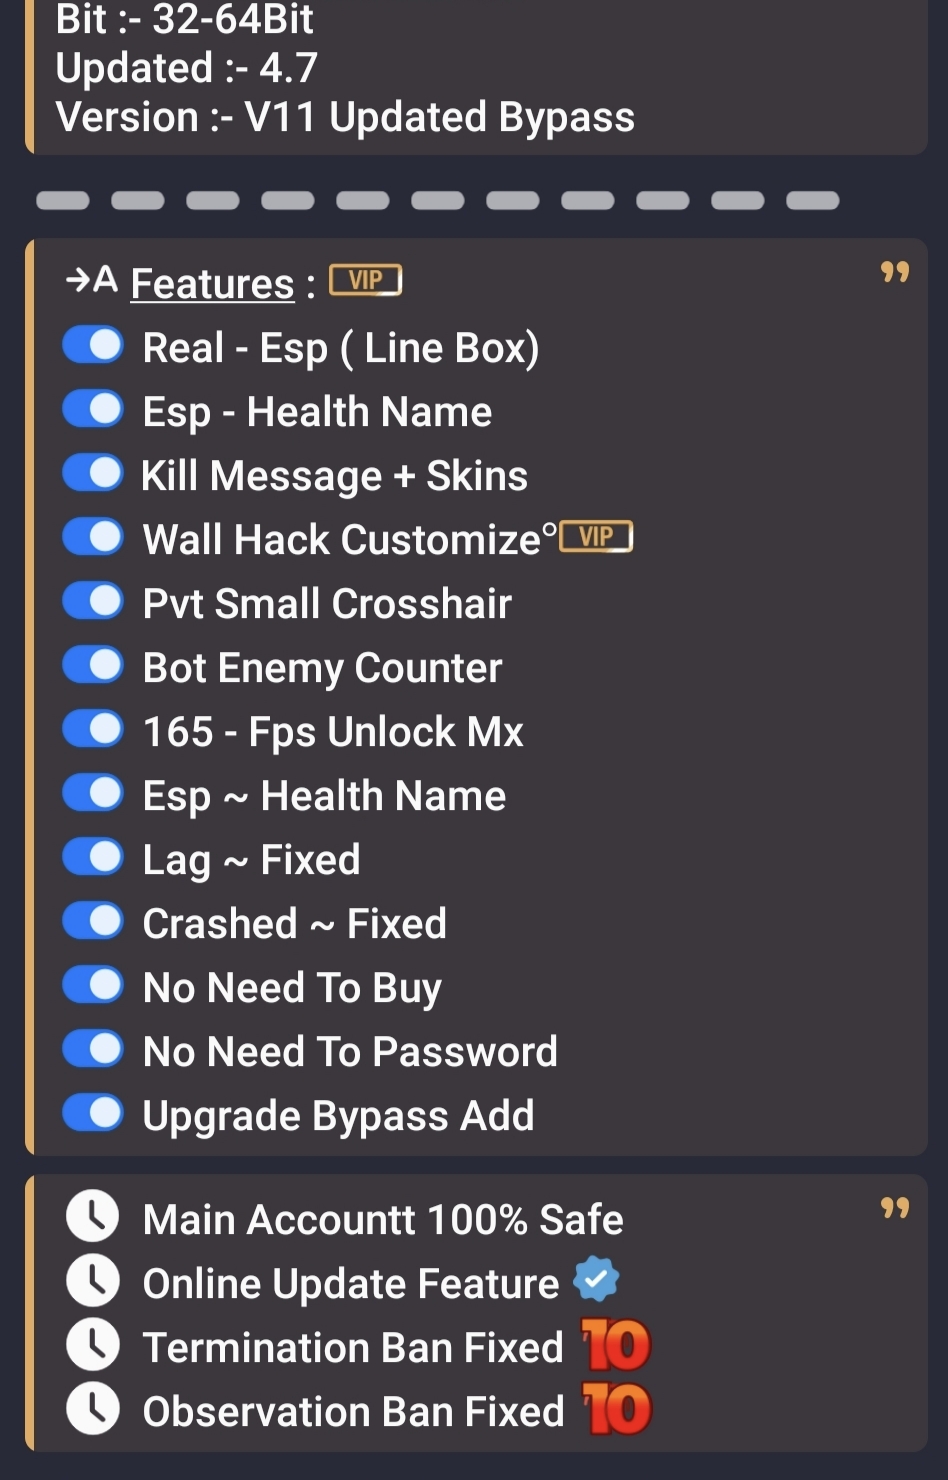 Bit :- 32-64Bit
Updated :- 4.7
Version :- V11 Updated Bypass
→A Features : VIP
Real - Esp ( Line Box)
Esp - Health Name
Kill Message + Skins
Wall Hack Customize° VIP
Pvt Small Crosshair
Bot Enemy Counter
165 - Fps Unlock Mx
Esp ~ Health Name
Lag ~ Fixed
Crashed ~ Fixed
No Need To Buy
No Need To Password
Upgrade Bypass Add
Main Accountt 100% Safe
Online Update Feature
Termination Ban Fixed 10
Observation Ban Fixed 10